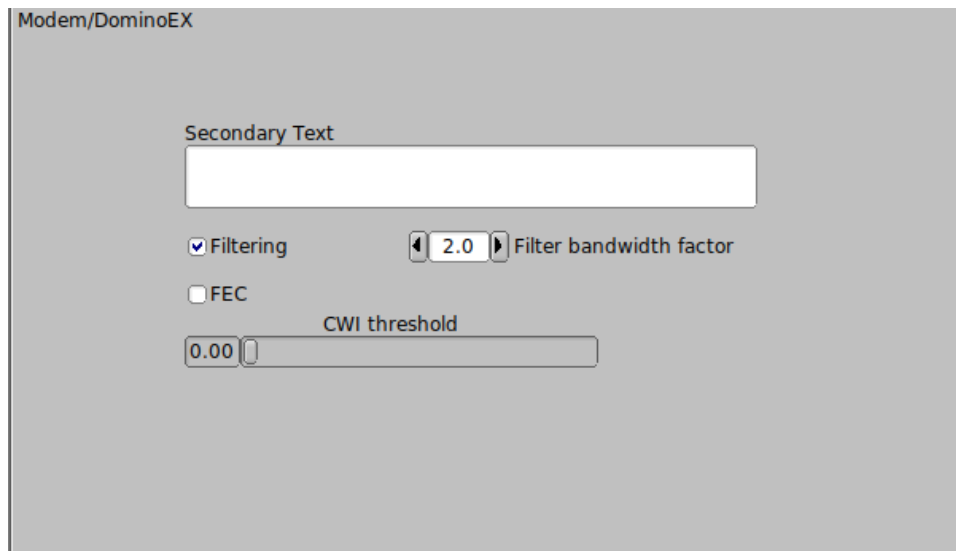 Modem/DominoEX
Secondary Text
Filtering
2.0 Filter bandwidth factor
FEC
CWI threshold
0.00